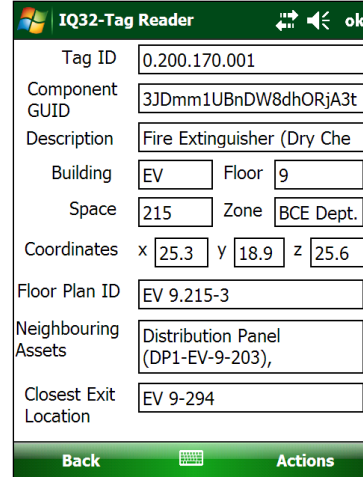 IQ32-Tag Reader ok
Tag ID 0.200.170.001
Component GUID 3JDmm1UBnDW8dhORjA3t
Description Fire Extinguisher (Dry Che
Building EV Floor 9
Space 215 Zone BCE Dept.
Coordinates x 25.3 y 18.9 z 25.6
Floor Plan ID EV 9.215-3
Neighbouring Assets Distribution Panel
(DP1-EV-9-203),
Closest Exit Location EV 9-294
Back Actions